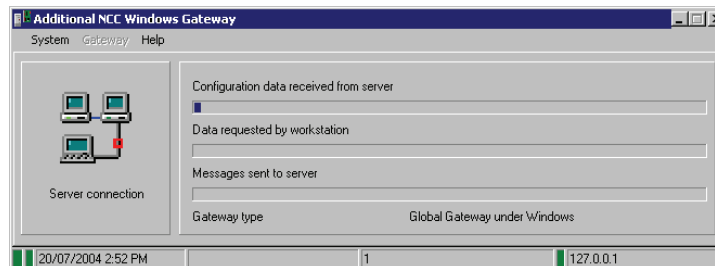 Additional NCC Windows Gateway
System Gateway Help
Configuration data received from server
Data requested by workstation
Messages sent to server
Server connection
Gateway type Global Gateway under Windows
20/07/2004 2:52 PM 1 127.0.0.1